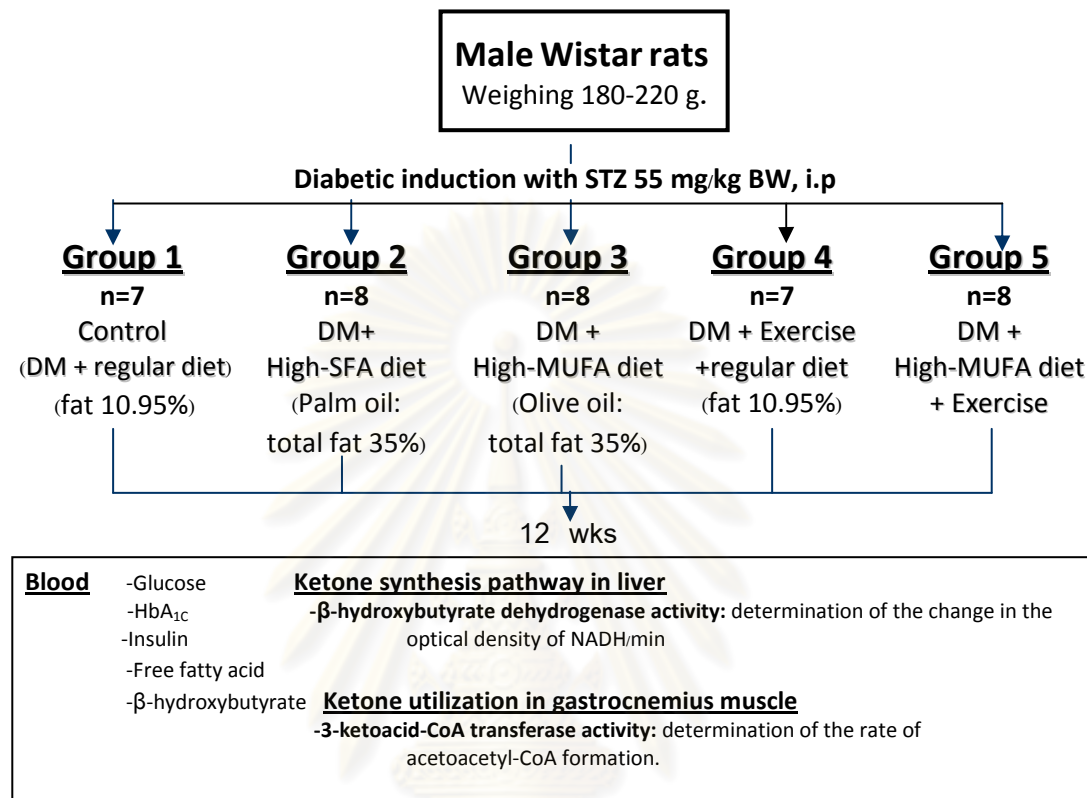 Male Wistar rats
Weighing 180-220 g.
Diabetic induction with STZ 55 mg/kg BW, i.p
Group 1
n=7
Control
(DM + regular diet)
(fat 10.95%)
Group 2
n=8
DM+
High-SFA diet
(Palm oil:
total fat 35%)
Group 3
n=8
DM +
High-MUFA diet
(Olive oil:
total fat 35%)
Group 4
n=7
DM + Exercise
+regular diet
(fat 10.95%)
Group 5
n=8
DM +
High-MUFA diet
+ Exercise
12 wks
Blood
-Glucose
-HbA1C
-Insulin
-Free fatty acid
-β-hydroxybutyrate
Ketone synthesis pathway in liver
-β-hydroxybutyrate dehydrogenase activity: determination of the change in the
optical density of NADH/min
Ketone utilization in gastrocnemius muscle
-3-ketoacid-CoA transferase activity: determination of the rate of
acetoacetyl-CoA formation.